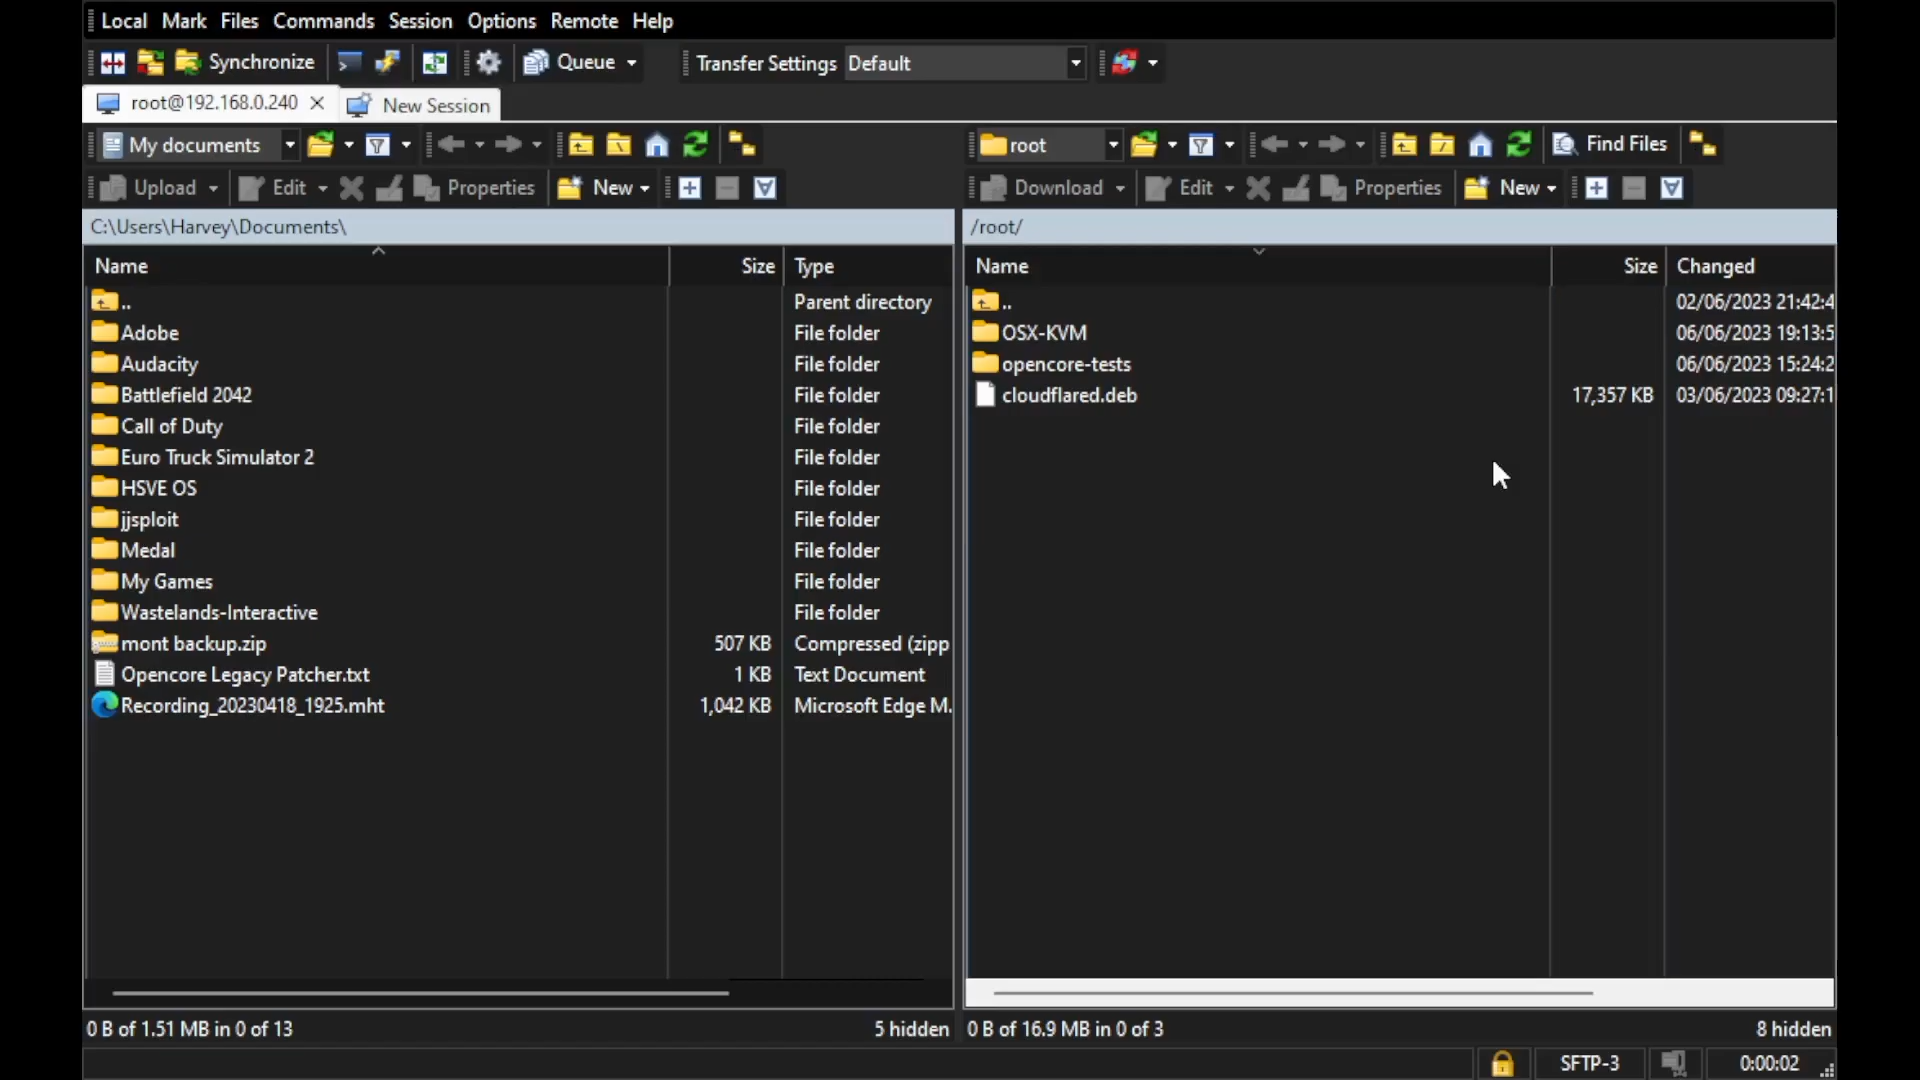 Local Mark Files Commands Session Options Remote Help
Synchronize Queue Transfer Settings Default
root@192.168.0.240 New Session
My documents root Find Files
Upload Edit Properties New Download Edit Properties New
C:\Users\Harvey\Documents\ /root/
Name Size Type Name Size Changed
.. Parent directory .. 02/06/2023 21:42:4
Adobe File folder OSX-KVM 06/06/2023 19:13:5
Audacity File folder opencore-tests 06/06/2023 15:24:2
Battlefield 2042 File folder cloudflared.deb 17,357 KB 03/06/2023 09:27:1
Call of Duty File folder
Euro Truck Simulator 2 File folder
HSVE OS File folder
jjsploit File folder
Medal File folder
My Games File folder
Wastelands-Interactive File folder
mont backup.zip 507 KB Compressed (zipp
Opencore Legacy Patcher.txt 1 KB Text Document
Recording_20230418_1925.mht 1,042 KB Microsoft Edge M.
0 B of 1.51 MB in 0 of 13 5 hidden 0 B of 16.9 MB in 0 of 3 8 hidden
SFTP-3 0:00:02